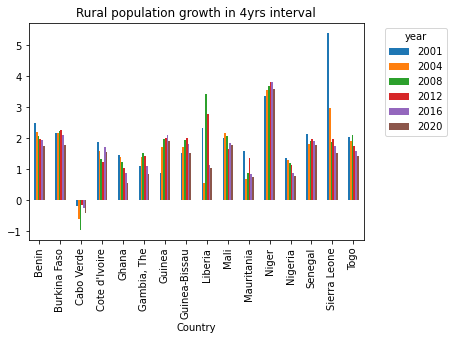 Rural population growth in 4yrs interval
5
4
3
2
1
0
−1
Benin
Burkina Faso
Cabo Verde
Cote d'Ivoire
Ghana
Gambia, The
Guinea
Guinea-Bissau
Liberia
Mali
Mauritania
Niger
Nigeria
Senegal
Sierra Leone
Togo
Country
year
2001
2004
2008
2012
2016
2020